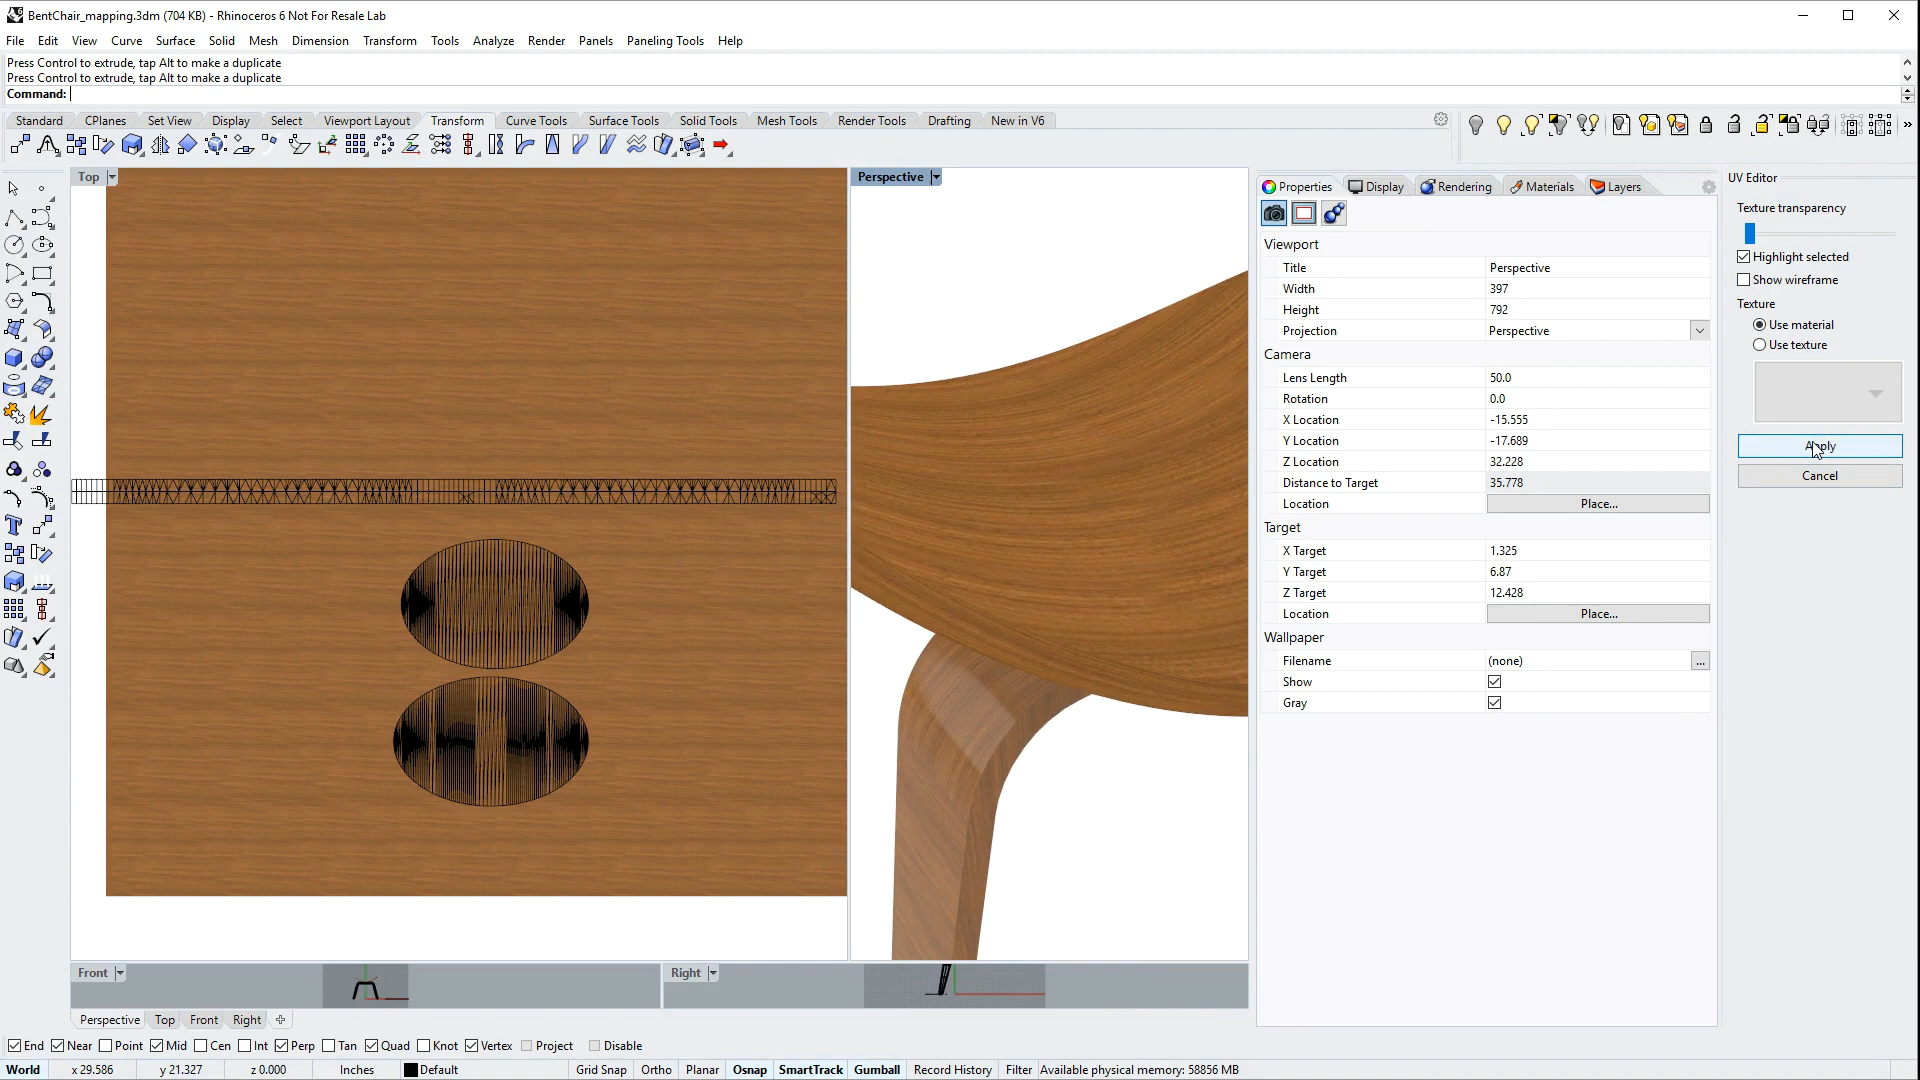 BentChair_mapping.3dm (704 KB) - Rhinoceros 6 Not For Resale Lab
File Edit View Curve Surface Solid Mesh Dimension Transform Tools Analyze Render Panels Paneling Tools Help
Press Control to extrude, tap Alt to make a duplicate
Press Control to extrude, tap Alt to make a duplicate
Command:
Standard CPlanes Set View Display Select Viewport Layout Transform Curve Tools Surface Tools Solid Tools Mesh Tools Render Tools Drafting New in V6
Top
Perspective
Properties Display Rendering Materials Layers
Viewport
Title Perspective
Width 397
Height 792
Projection Perspective
Camera
Lens Length 50.0
Rotation 0.0
X Location -15.555
Y Location -17.689
Z Location 32.228
Distance to Target 35.778
Location Place...
Target
X Target 1.325
Y Target 6.87
Z Target 12.428
Location Place...
Wallpaper
Filename (none) ...
Show
Gray
UV Editor
Texture transparency
Highlight selected
Show wireframe
Texture
Use material
Use texture
Apply
Cancel
Front
Right
Perspective Top Front Right
End Near Point Mid Cen Int Perp Tan Quad Knot Vertex Project Disable
World x 29.586 y 21.327 z 0.000 Inches Default Grid Snap Ortho Planar Osnap SmartTrack Gumball Record History Filter Available physical memory: 58856 MB